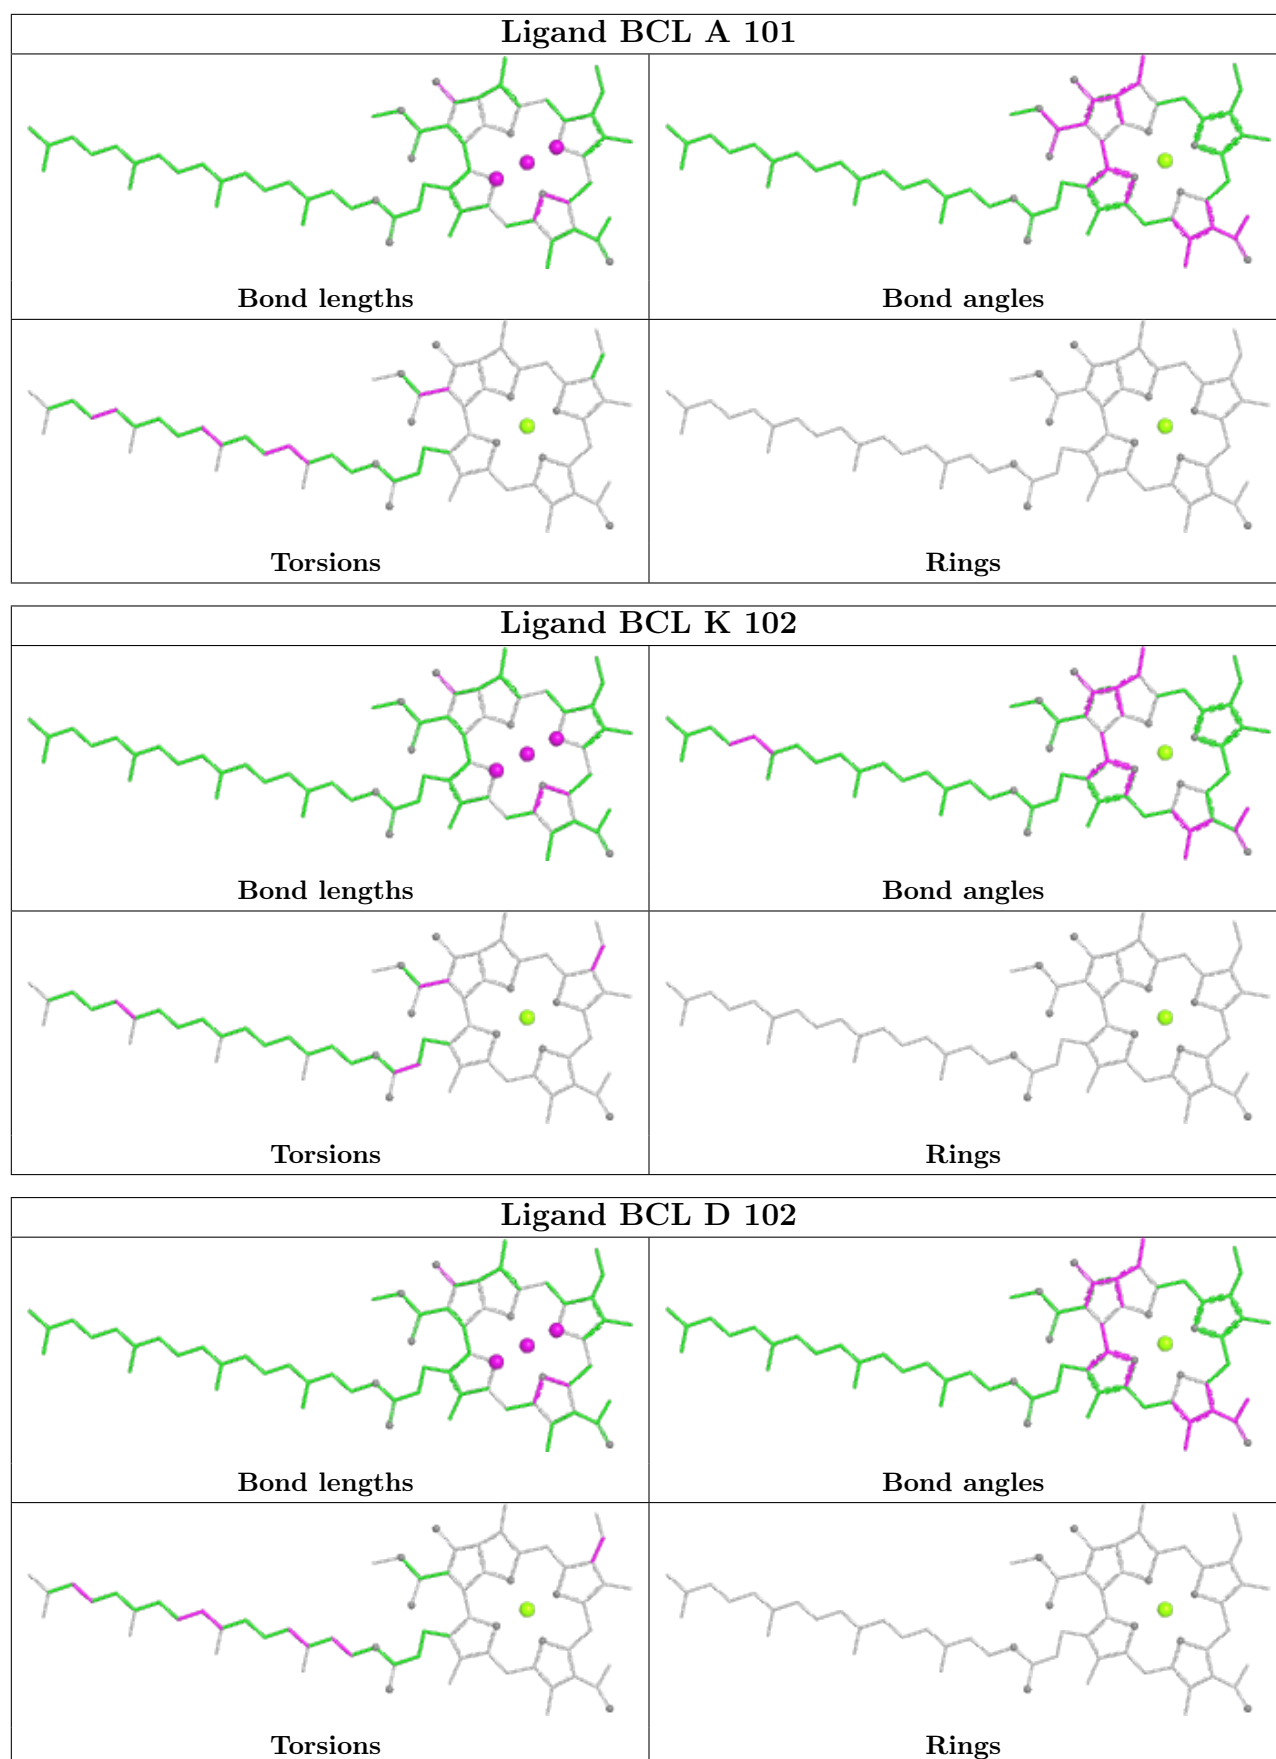 Ligand BCL A 101
Bond lengths
Bond angles
Torsions
Rings
Ligand BCL K 102
Bond lengths
Bond angles
Torsions
Rings
Ligand BCL D 102
Bond lengths
Bond angles
Torsions
Rings